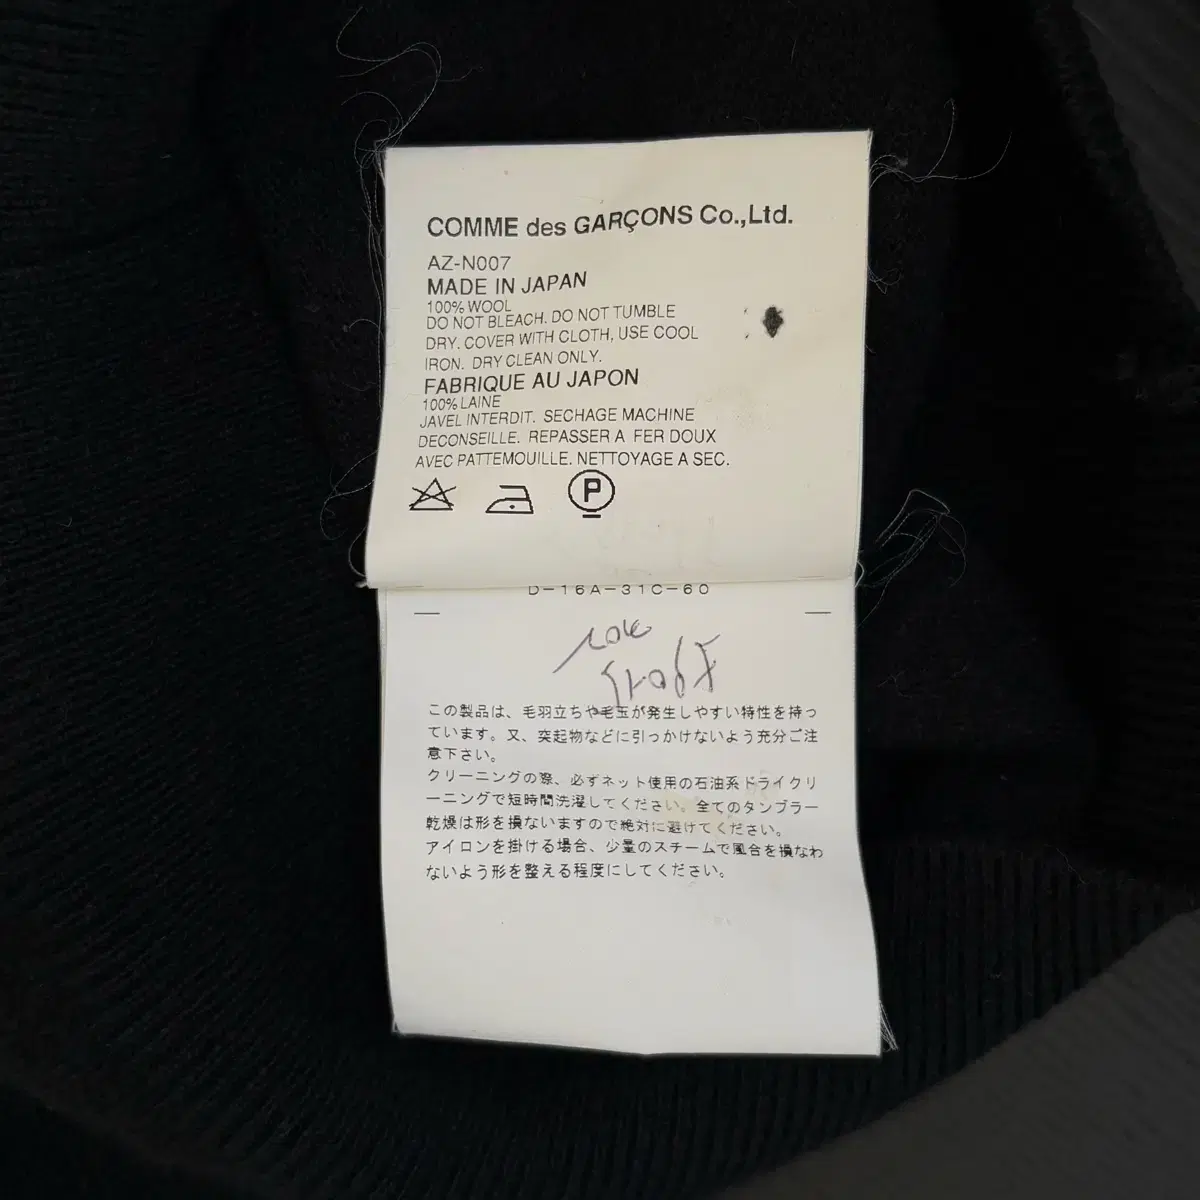 COMME des GARÇONS Co.,Ltd.
AZ-N007
MADE IN JAPAN
100% WOOL
DO NOT BLEACH. DO NOT TUMBLE
DRY. COVER WITH CLOTH, USE COOL
IRON. DRY CLEAN ONLY.
FABRIQUE AU JAPON
100% LAINE
JAVEL INTERDIT. SECHAGE MACHINE
DECONSEILLE. REPASSER A FER DOUX
AVEC PATTEMOUILLE. NETTOYAGE A SEC.
P
D-16A-31C-60
この製品は、毛羽立ちや毛玉が発生しやすい特性を持っ
ています。又、突起物などに引っかけないよう充分ご注
意下さい。
クリーニングの際、必ずネット使用の石油系ドライクリ
ーニングで短時間洗濯してください。全てのタンブラー
乾燥は形を損ないますので絶対に避けてください。
アイロンを掛ける場合、少量のスチームで風合を損なわ
ないよう形を整える程度にしてください。